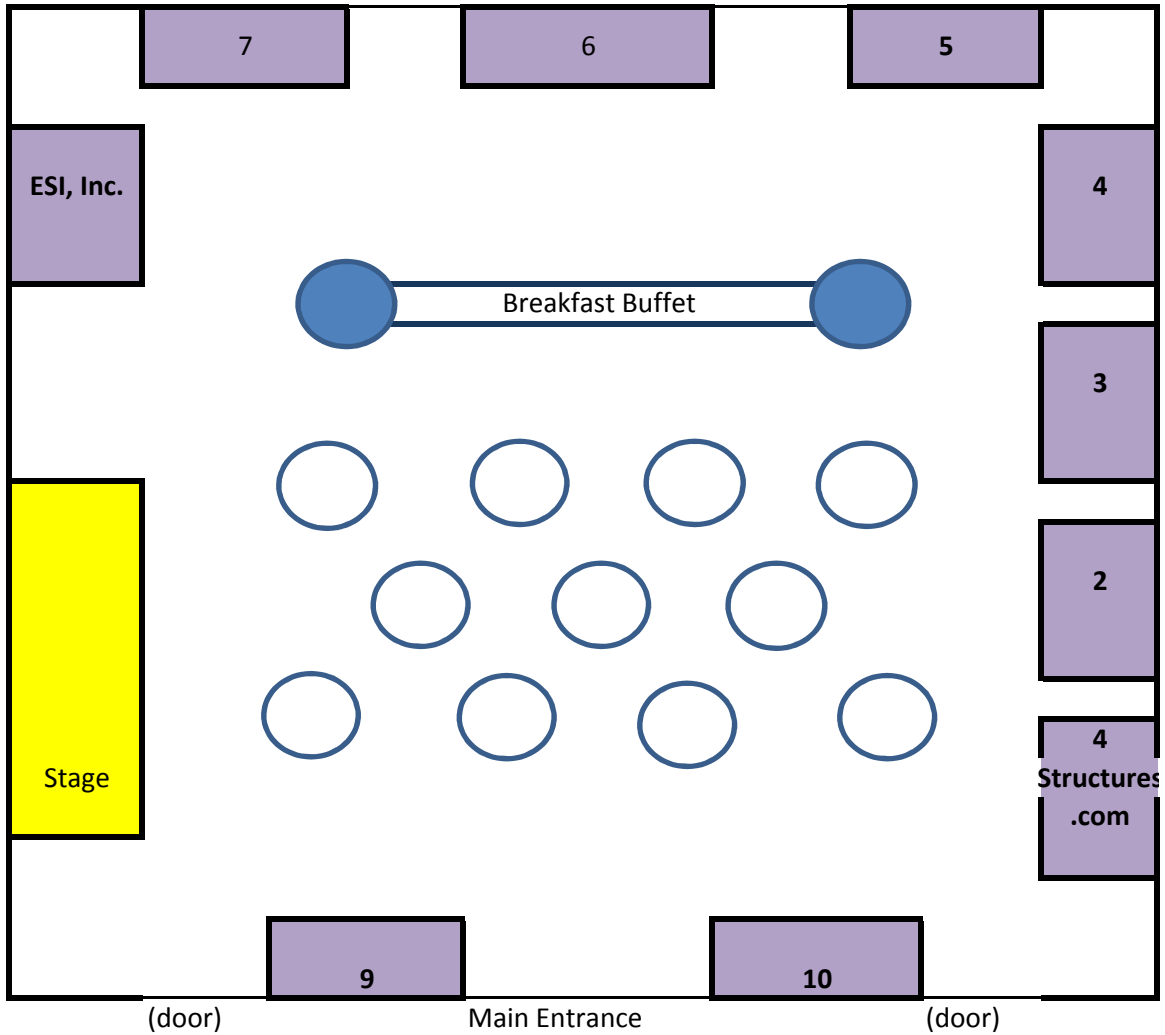 7
6
5
ESI, Inc.
4
Breakfast Buffet
3
2
4
Structures
.com
Stage
9
10
(door)
Main Entrance
(door)